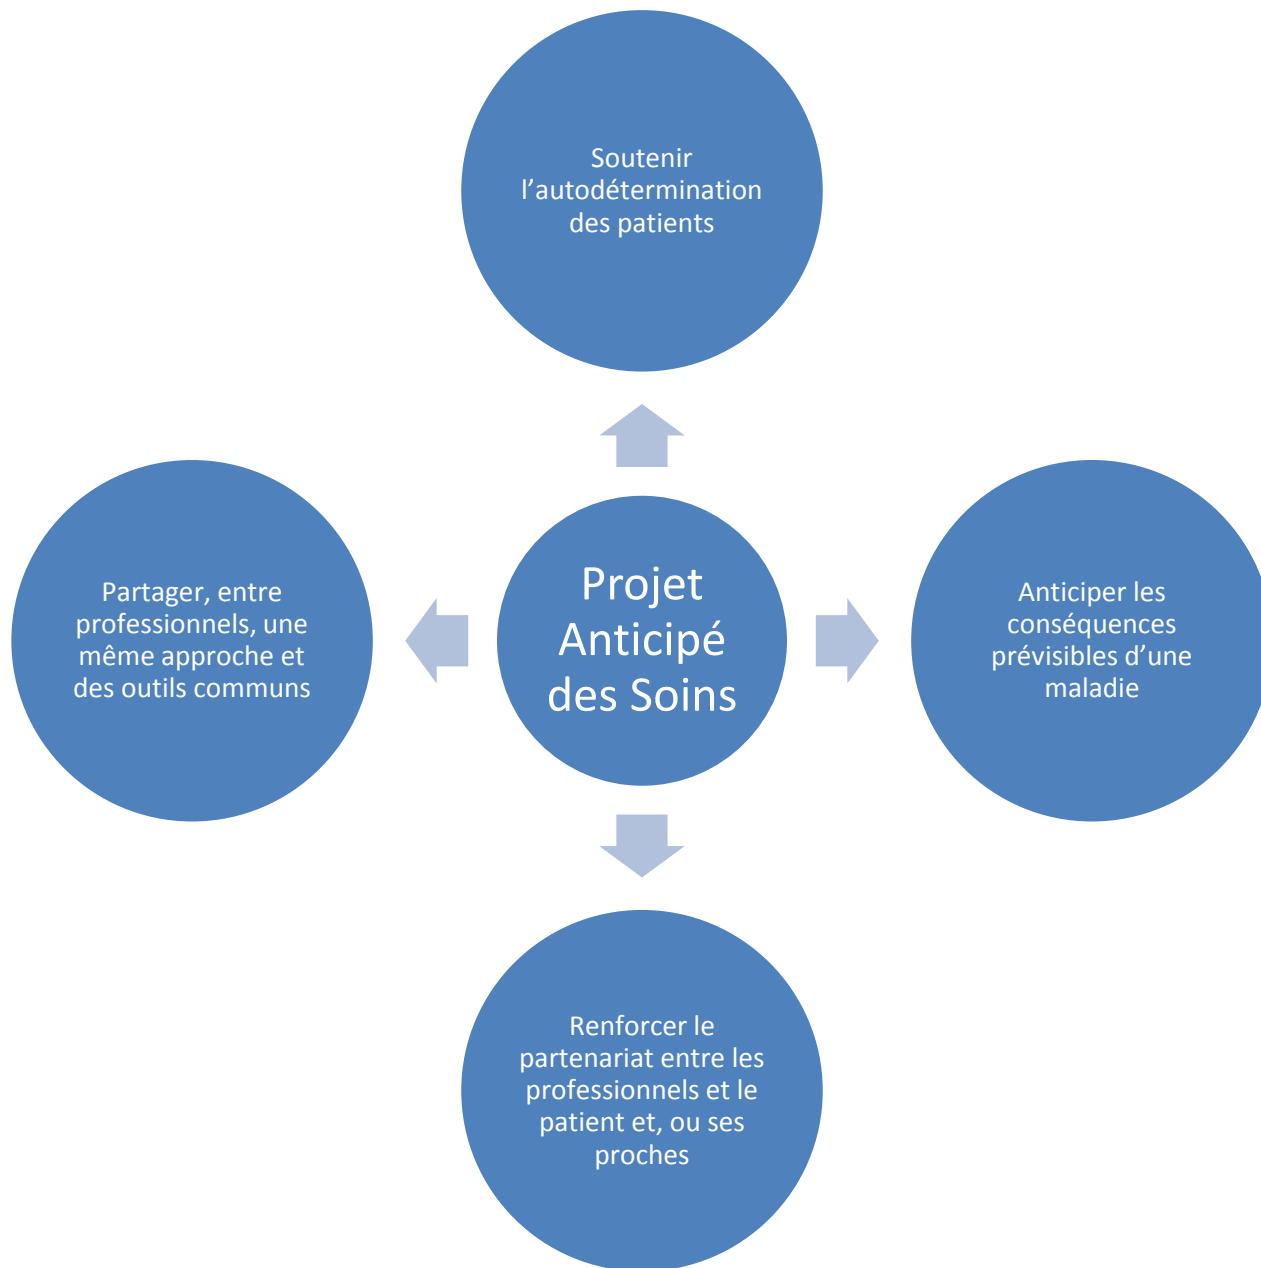 Soutenir
l’autodétermination
des patients
Partager, entre
professionnels, une
même approche et
des outils communs
Projet
Anticipé
des Soins
Anticiper les
conséquences
prévisibles d’une
maladie
Renforcer le
partenariat entre les
professionnels et le
patient et, ou ses
proches